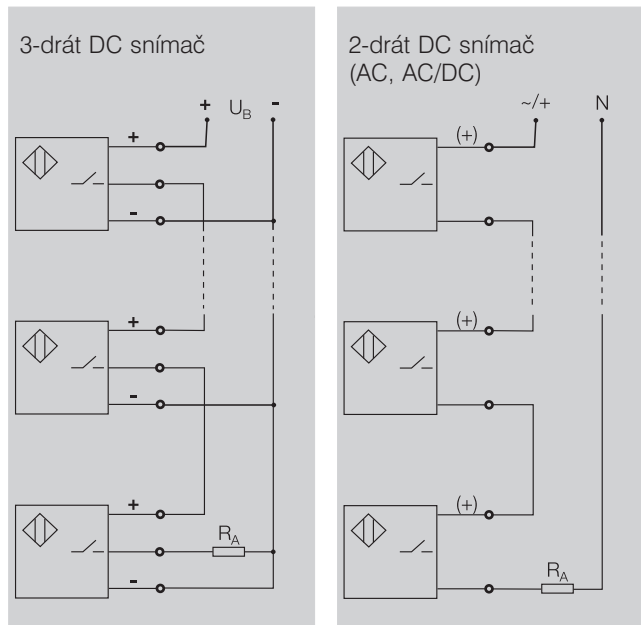 3-drát DC snímač
+ U_B -
+
-
+
-
+
R_A
-
2-drát DC snímač
(AC, AC/DC)
~/+ N
(+)
(+)
(+)
R_A